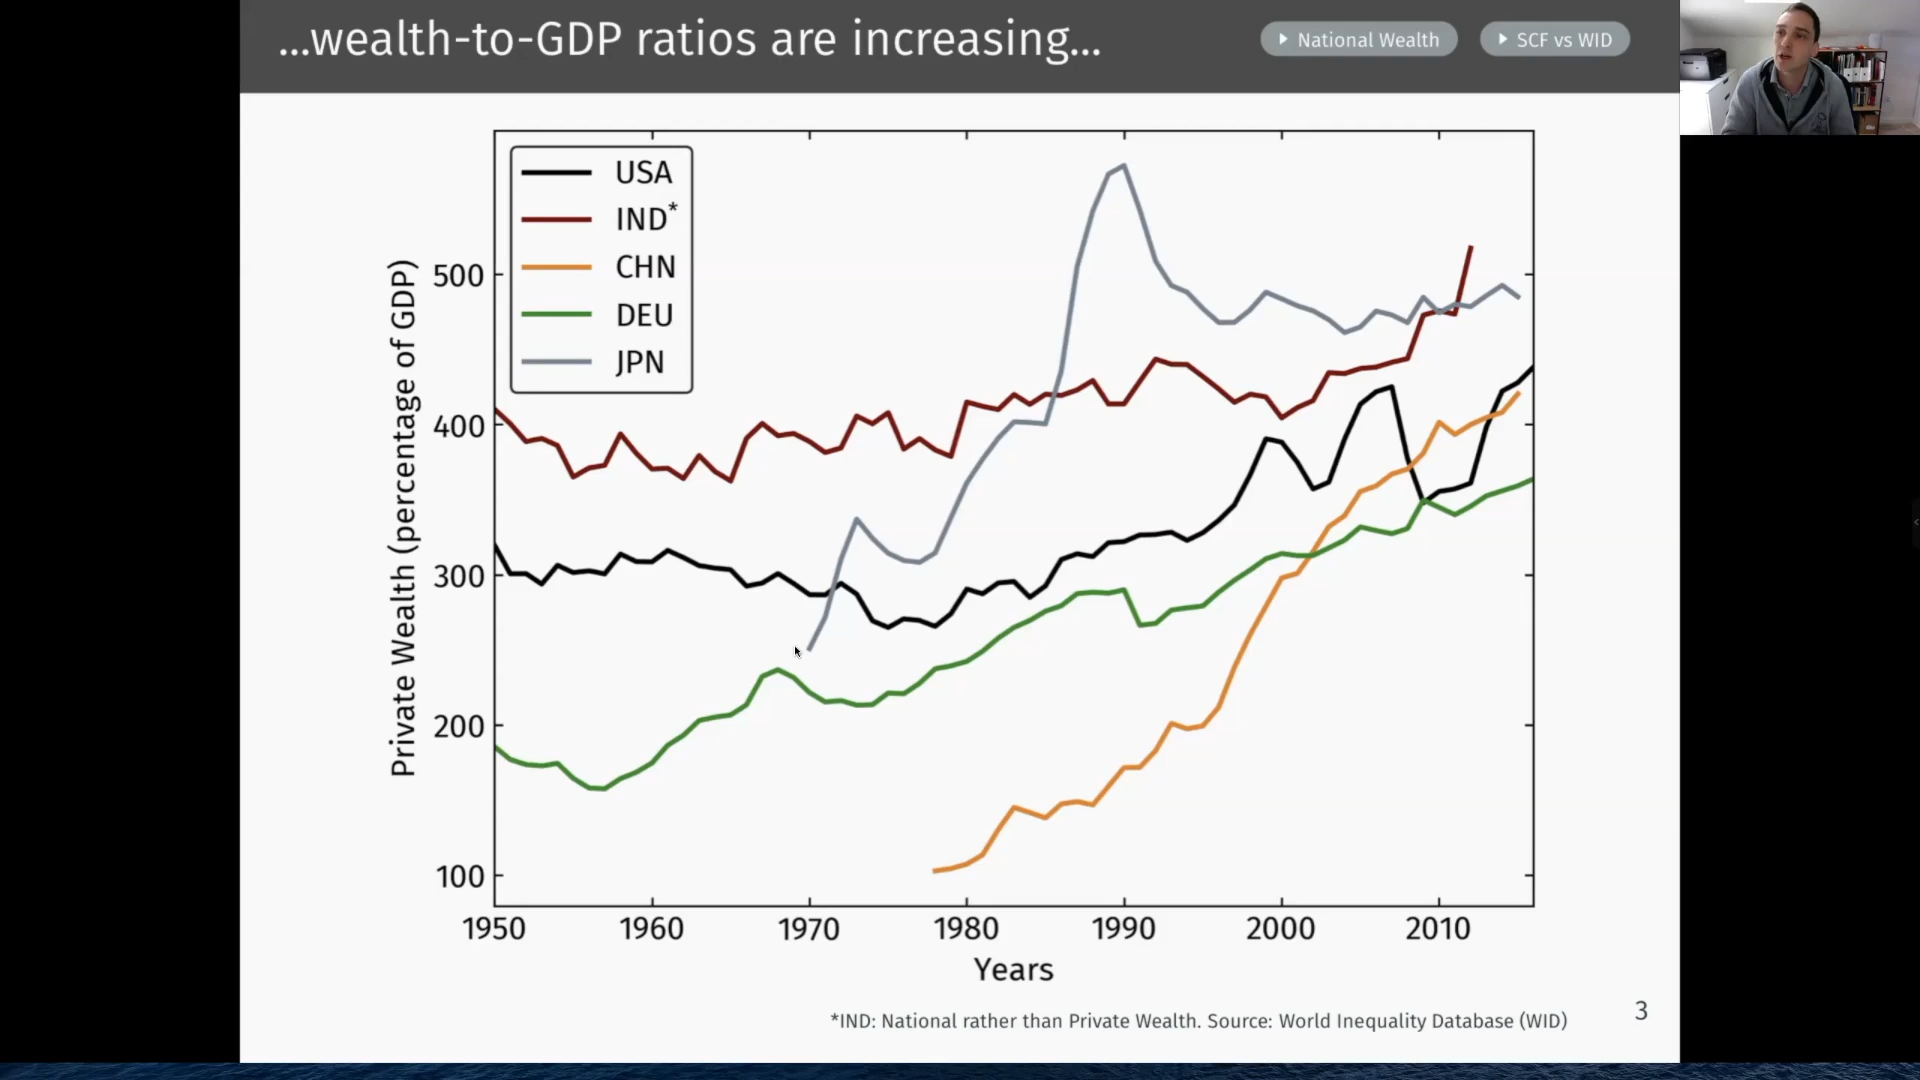 ...wealth-to-GDP ratios are increasing...
National Wealth
SCF vs WID
USA
IND*
CHN
DEU
JPN
Private Wealth (percentage of GDP)
500
400
300
200
100
1950 1960 1970 1980 1990 2000 2010
Years
*IND: National rather than Private Wealth. Source: World Inequality Database (WID)
3